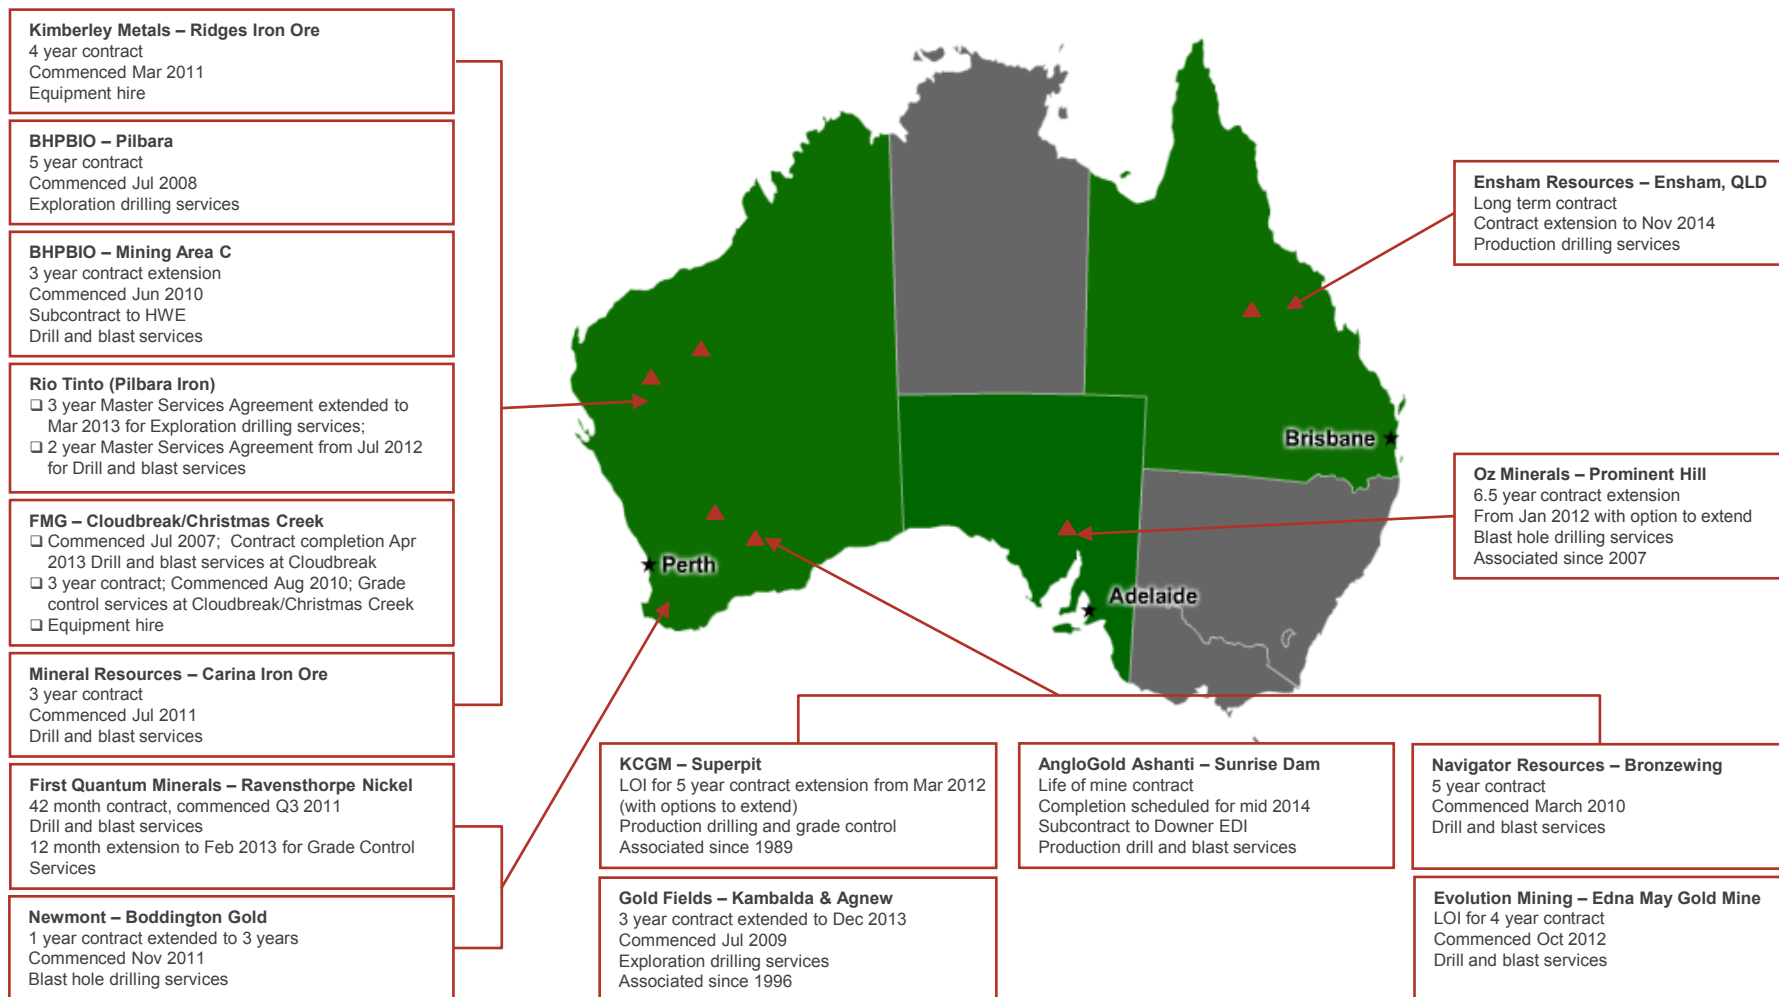 Kimberley Metals – Ridges Iron Ore
4 year contract
Commenced Mar 2011
Equipment hire
BHPBIO – Pilbara
5 year contract
Commenced Jul 2008
Exploration drilling services
BHPBIO – Mining Area C
3 year contract extension
Commenced Jun 2010
Subcontract to HWE
Drill and blast services
Rio Tinto (Pilbara Iron)
❑ 3 year Master Services Agreement extended to
Mar 2013 for Exploration drilling services;
❑ 2 year Master Services Agreement from Jul 2012
for Drill and blast services
FMG – Cloudbreak/Christmas Creek
❑ Commenced Jul 2007; Contract completion Apr
2013 Drill and blast services at Cloudbreak
❑ 3 year contract; Commenced Aug 2010; Grade
control services at Cloudbreak/Christmas Creek
❑ Equipment hire
Mineral Resources – Carina Iron Ore
3 year contract
Commenced Jul 2011
Drill and blast services
First Quantum Minerals – Ravensthorpe Nickel
42 month contract, commenced Q3 2011
Drill and blast services
12 month extension to Feb 2013 for Grade Control
Services
Newmont – Boddington Gold
1 year contract extended to 3 years
Commenced Nov 2011
Blast hole drilling services
Perth
Adelaide
Brisbane
Ensham Resources – Ensham, QLD
Long term contract
Contract extension to Nov 2014
Production drilling services
Oz Minerals – Prominent Hill
6.5 year contract extension
From Jan 2012 with option to extend
Blast hole drilling services
Associated since 2007
KCGM – Superpit
LOI for 5 year contract extension from Mar 2012
(with options to extend)
Production drilling and grade control
Associated since 1989
AngloGold Ashanti – Sunrise Dam
Life of mine contract
Completion scheduled for mid 2014
Subcontract to Downer EDI
Production drill and blast services
Navigator Resources – Bronzewing
5 year contract
Commenced March 2010
Drill and blast services
Gold Fields – Kambalda & Agnew
3 year contract extended to Dec 2013
Commenced Jul 2009
Exploration drilling services
Associated since 1996
Evolution Mining – Edna May Gold Mine
LOI for 4 year contract
Commenced Oct 2012
Drill and blast services